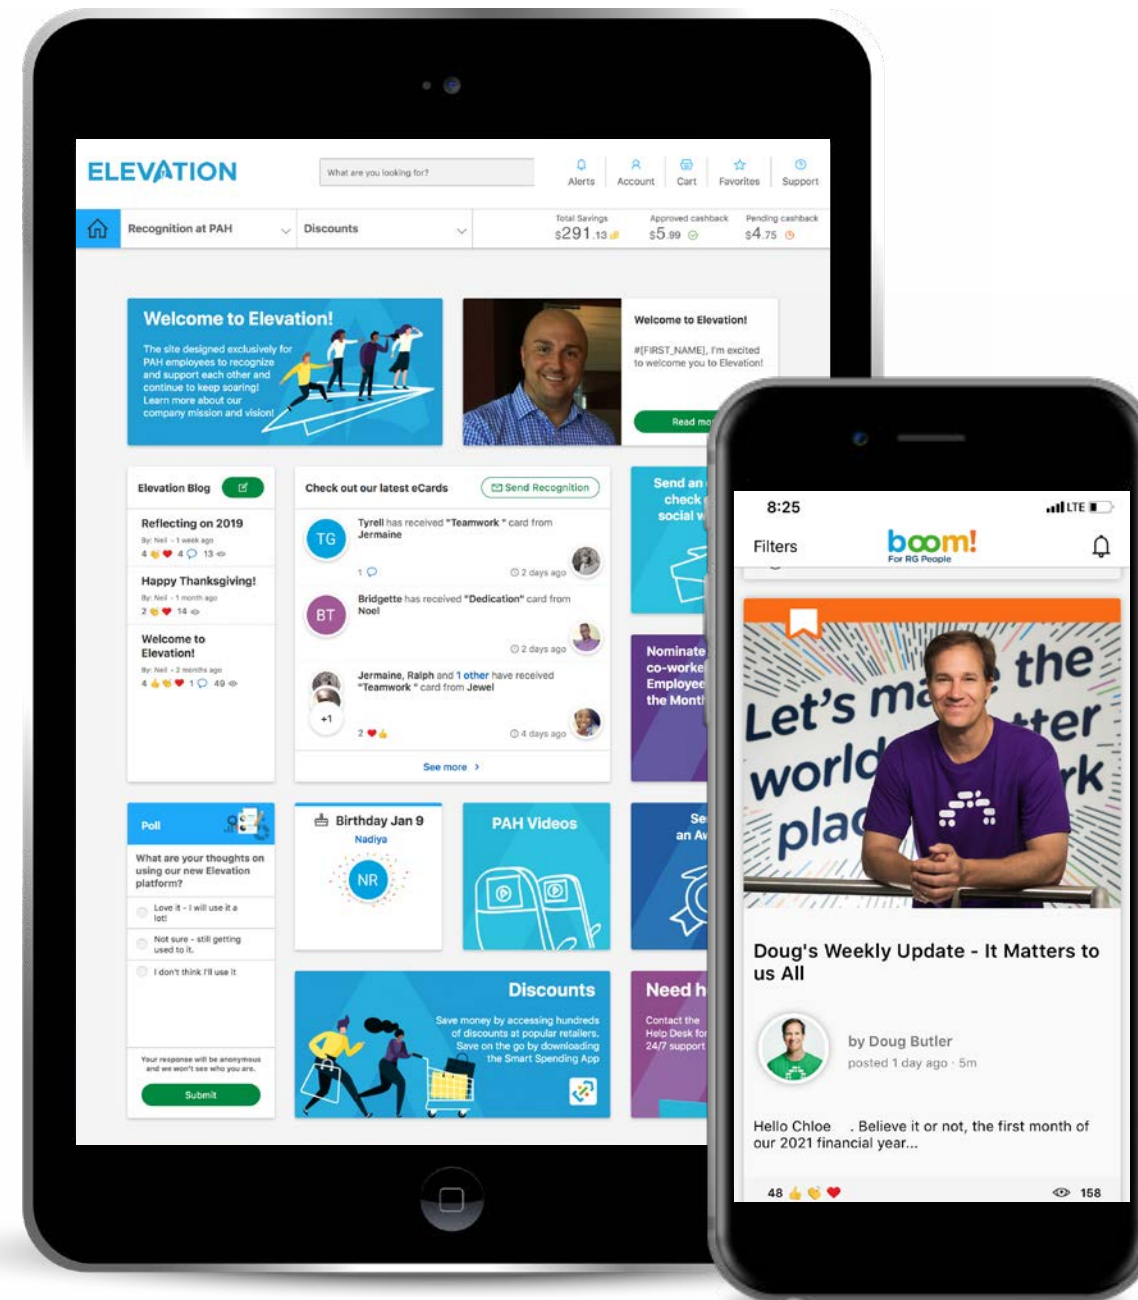 ELEVATION
What are you looking for?
Alerts
Account
Cart
Favorites
Support
Recognition at PAH
Discounts
Total Savings
$291.13
Approved cashback
$5.99
Pending cashback
$4.75
Welcome to Elevation!
The site designed exclusively for
PAH employees to recognize
and support each other and
continue to keep soaring!
Learn more about our
company mission and vision!
Welcome to Elevation!
#[FIRST_NAME], I'm excited
to welcome you to Elevation!
Read mo
Elevation Blog
Reflecting on 2019
By: Neil - 1 week ago
4 4 13
Happy Thanksgiving!
By: Neil - 1 month ago
2 14
Welcome to
Elevation!
By: Neil - 2 months ago
4 1 49
Check out our latest eCards
Send Recognition
TG
Tyrell has received "Teamwork " card from
Jermaine
1
2 days ago
BT
Bridgette has received "Dedication" card from
Noel
2 days ago
Jermaine, Ralph and 1 other have received
"Teamwork " card from Jewel
+1
2
4 days ago
See more >
Send an
check
social w
Nominate
co-worke
Employee
the Mont
Poll
What are your thoughts on
using our new Elevation
platform?
Love it - I will use it a
lot!
Not sure - still getting
used to it.
I don't think I'll use it
Your response will be anonymous
and we won't see who you are.
Submit
Birthday Jan 9
Nadiya
NR
PAH Videos
Se
an Aw
Discounts
Save money by accessing hundreds
of discounts at popular retailers.
Save on the go by downloading
the Smart Spending App
Need h
Contact the
Help Desk for
24/7 support
8:25
LTE
Filters
boom!
For RG People
Let's ma the
world tter
plac rk
Doug's Weekly Update - It Matters to
us All
by Doug Butler
posted 1 day ago · 5m
Hello Chloe . Believe it or not, the first month of
our 2021 financial year...
48
158